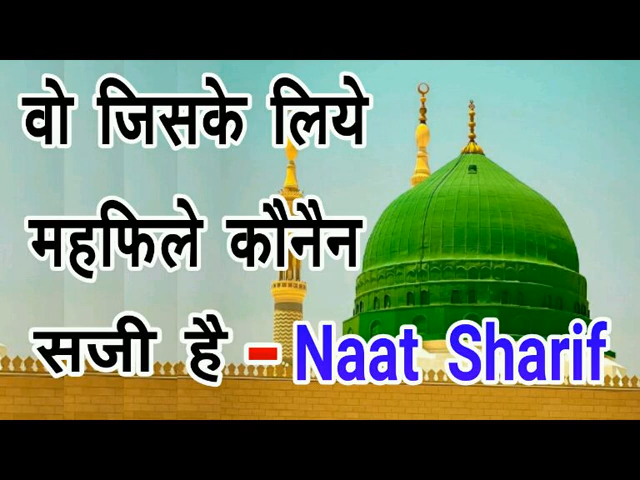 वो जिसके लिये
महफिले कौनैन
सजी है - Naat Sharif